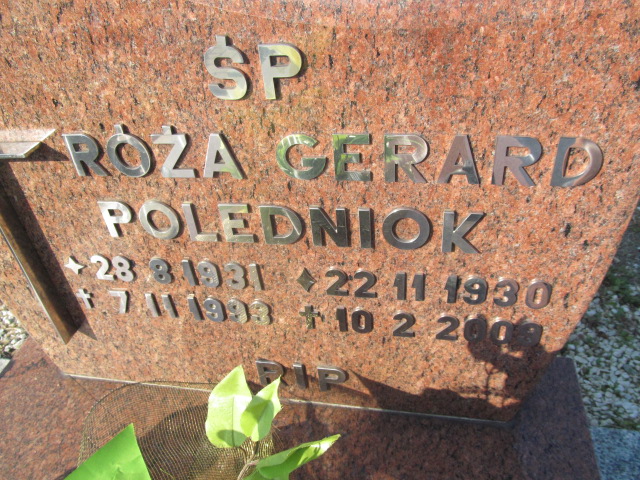 ŚP
RÓŻA GERARD
POLEDNIOK
28 8 1931 22 11 1930
7 11 1993 10 2 2009
RIP